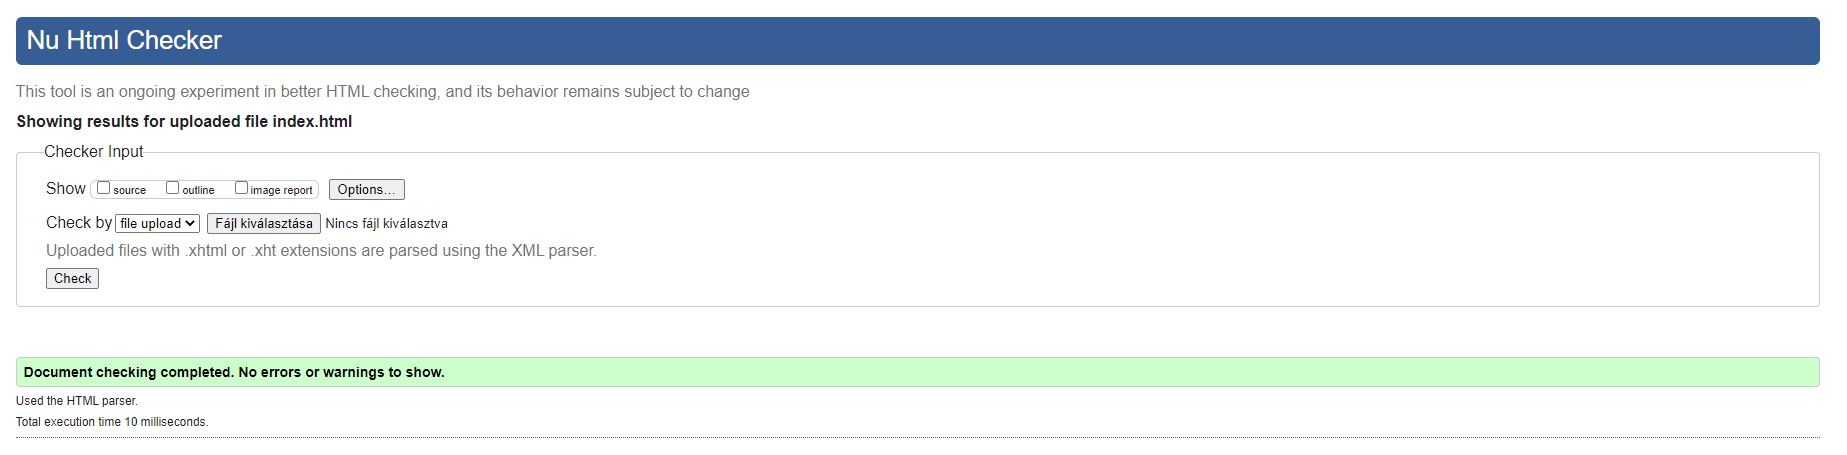 Nu Html Checker
This tool is an ongoing experiment in better HTML checking, and its behavior remains subject to change
Showing results for uploaded file index.html
Checker Input
Show source outline image report Options...
Check by file upload Fájl kiválasztása Nincs fájl kiválasztva
Uploaded files with .xhtml or .xht extensions are parsed using the XML parser.
Check
Document checking completed. No errors or warnings to show.
Used the HTML parser.
Total execution time 10 milliseconds.